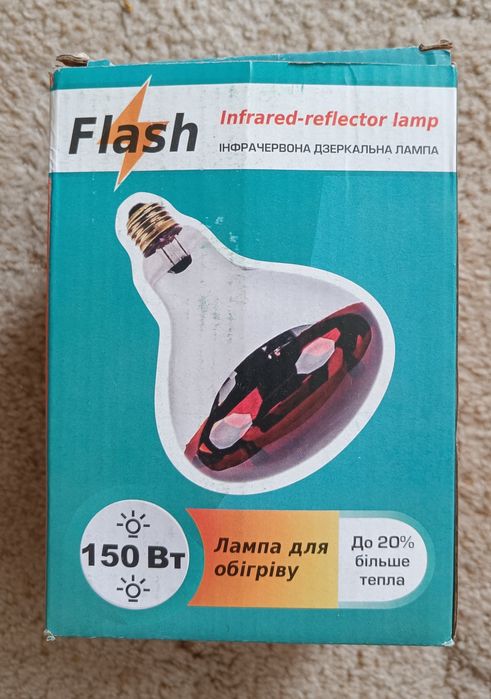 Flash
Infrared-reflector lamp
ІНФРАЧЕРВОНА ДЗЕРКАЛЬНА ЛАМПА
150 Вт
Лампа для
обігріву
До 20%
більше
тепла